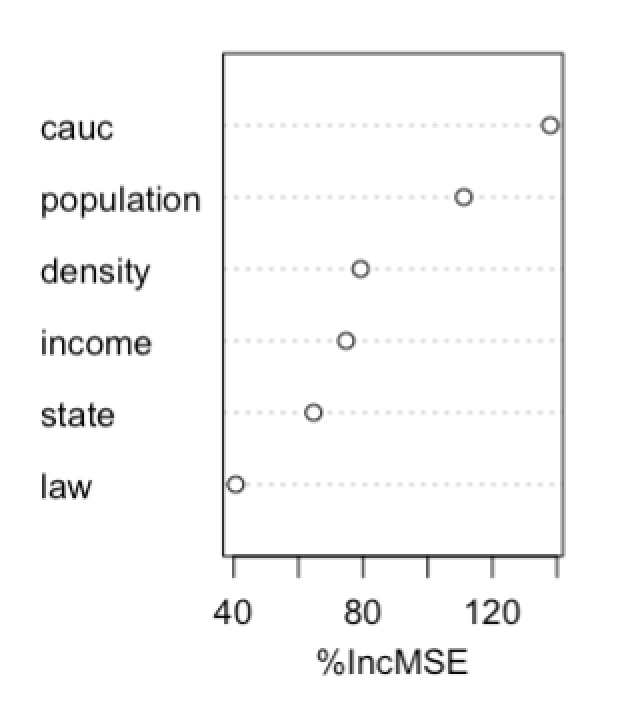 cauc
population
density
income
state
law
40 80 120
%IncMSE